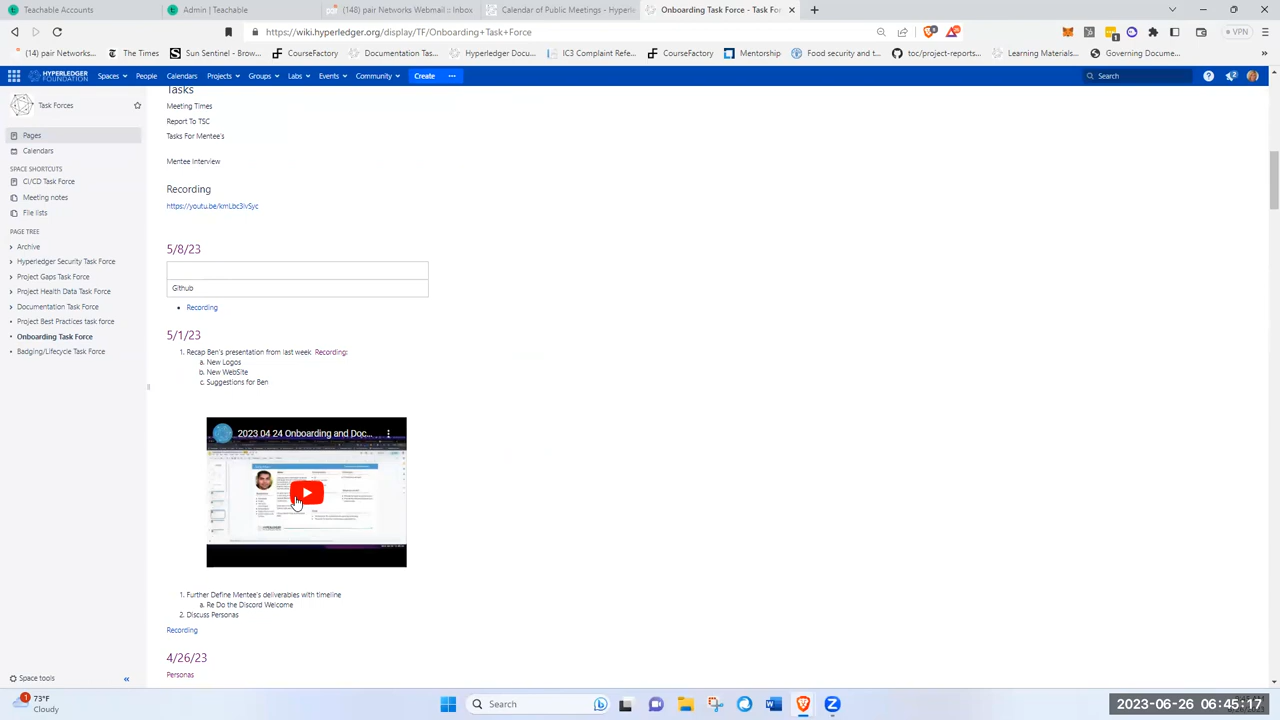 Teachable Accounts
Admin | Teachable
(148) pair Networks Webmail :: Inbox
Calendar of Public Meetings - Hyperle
Onboarding Task Force - Task For
https://wiki.hyperledger.org/display/TF/Onboarding+Task+Force
VPN
(14) pair Networks...
The Times
Sun Sentinel - Brow...
CourseFactory
Documentation Tas...
Hyperledger Docu...
IC3 Complaint Refe...
CourseFactory
Mentorship
Food security and t...
toc/project-reports...
Learning Materials...
Governing Docume...
HYPERLEDGER
FOUNDATION
Spaces
People
Calendars
Projects
Groups
Labs
Events
Community
Create
Search
Task Forces
Pages
Calendars
SPACE SHORTCUTS
CI/CD Task Force
Meeting notes
File lists
PAGE TREE
Archive
Hyperledger Security Task Force
Project Gaps Task Force
Project Health Data Task Force
Documentation Task Force
Project Best Practices task force
Onboarding Task Force
Badging/Lifecycle Task Force
Space tools
Tasks
Meeting Times
Report To TSC
Tasks For Mentee's
Mentee Interview
Recording
5/8/23
Github
• Recording
5/1/23
1. Recap Ben's presentation from last week Recording:
a. New Logos
b. New WebSite
c. Suggestions for Ben
2023 04 24 Onboarding and Doc...
1. Further Define Mentee's deliverables with timeline
a. Re Do the Discord Welcome
2. Discuss Personas
Recording
4/26/23
Personas
1
73°F
Cloudy
Search
2023-06-26 06:45:17